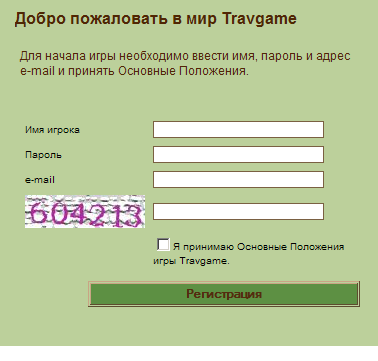 Добро пожаловать в мир Travgame
Для начала игры необходимо ввести имя, пароль и адрес
e-mail и принять Основные Положения.
Имя игрока
Пароль
e-mail
604213
Я принимаю Основные Положения
игры Travgame.
Регистрация